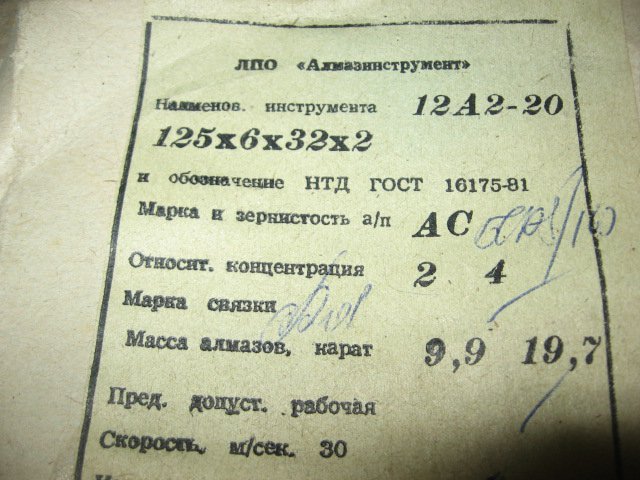 ЛПО «Алмазинструмент»
Наименов. инструмента 12А2-20
125х6х32х2
и обозначение НТД ГОСТ 16175-81
Марка и зернистость а/п АС
Относит. концентрация 2 4
Марка связки
Масса алмазов, карат 9,9 19,7
Пред. допуст. рабочая
Скорость, м/сек. 30